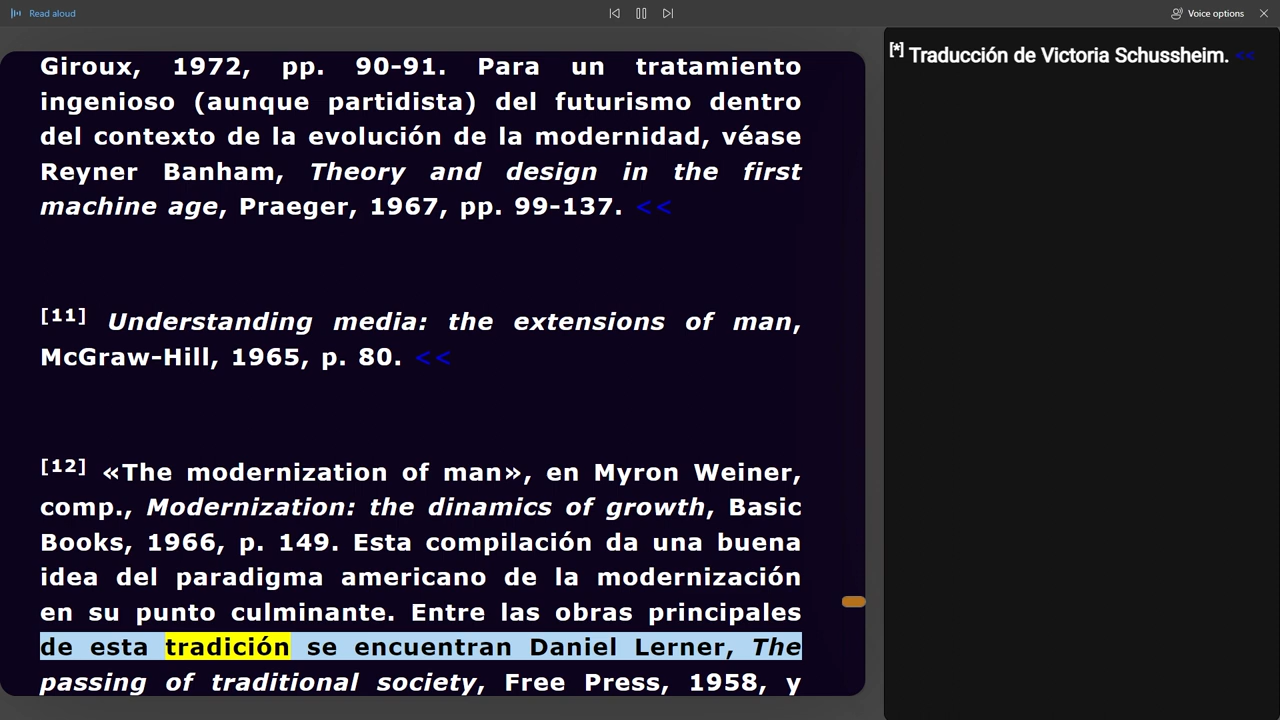 Read aloud
Voice options
Giroux, 1972, pp. 90-91. Para un tratamiento
ingenioso (aunque partidista) del futurismo dentro
del contexto de la evolución de la modernidad, véase
Reyner Banham, Theory and design in the first
machine age, Praeger, 1967, pp. 99-137. <<
[11] Understanding media: the extensions of man,
McGraw-Hill, 1965, p. 80. <<
[12] «The modernization of man», en Myron Weiner,
comp., Modernization: the dinamics of growth, Basic
Books, 1966, p. 149. Esta compilación da una buena
idea del paradigma americano de la modernización
en su punto culminante. Entre las obras principales
de esta tradición se encuentran Daniel Lerner, The
passing of traditional society, Free Press, 1958, y
[*] Traducción de Victoria Schussheim. <<